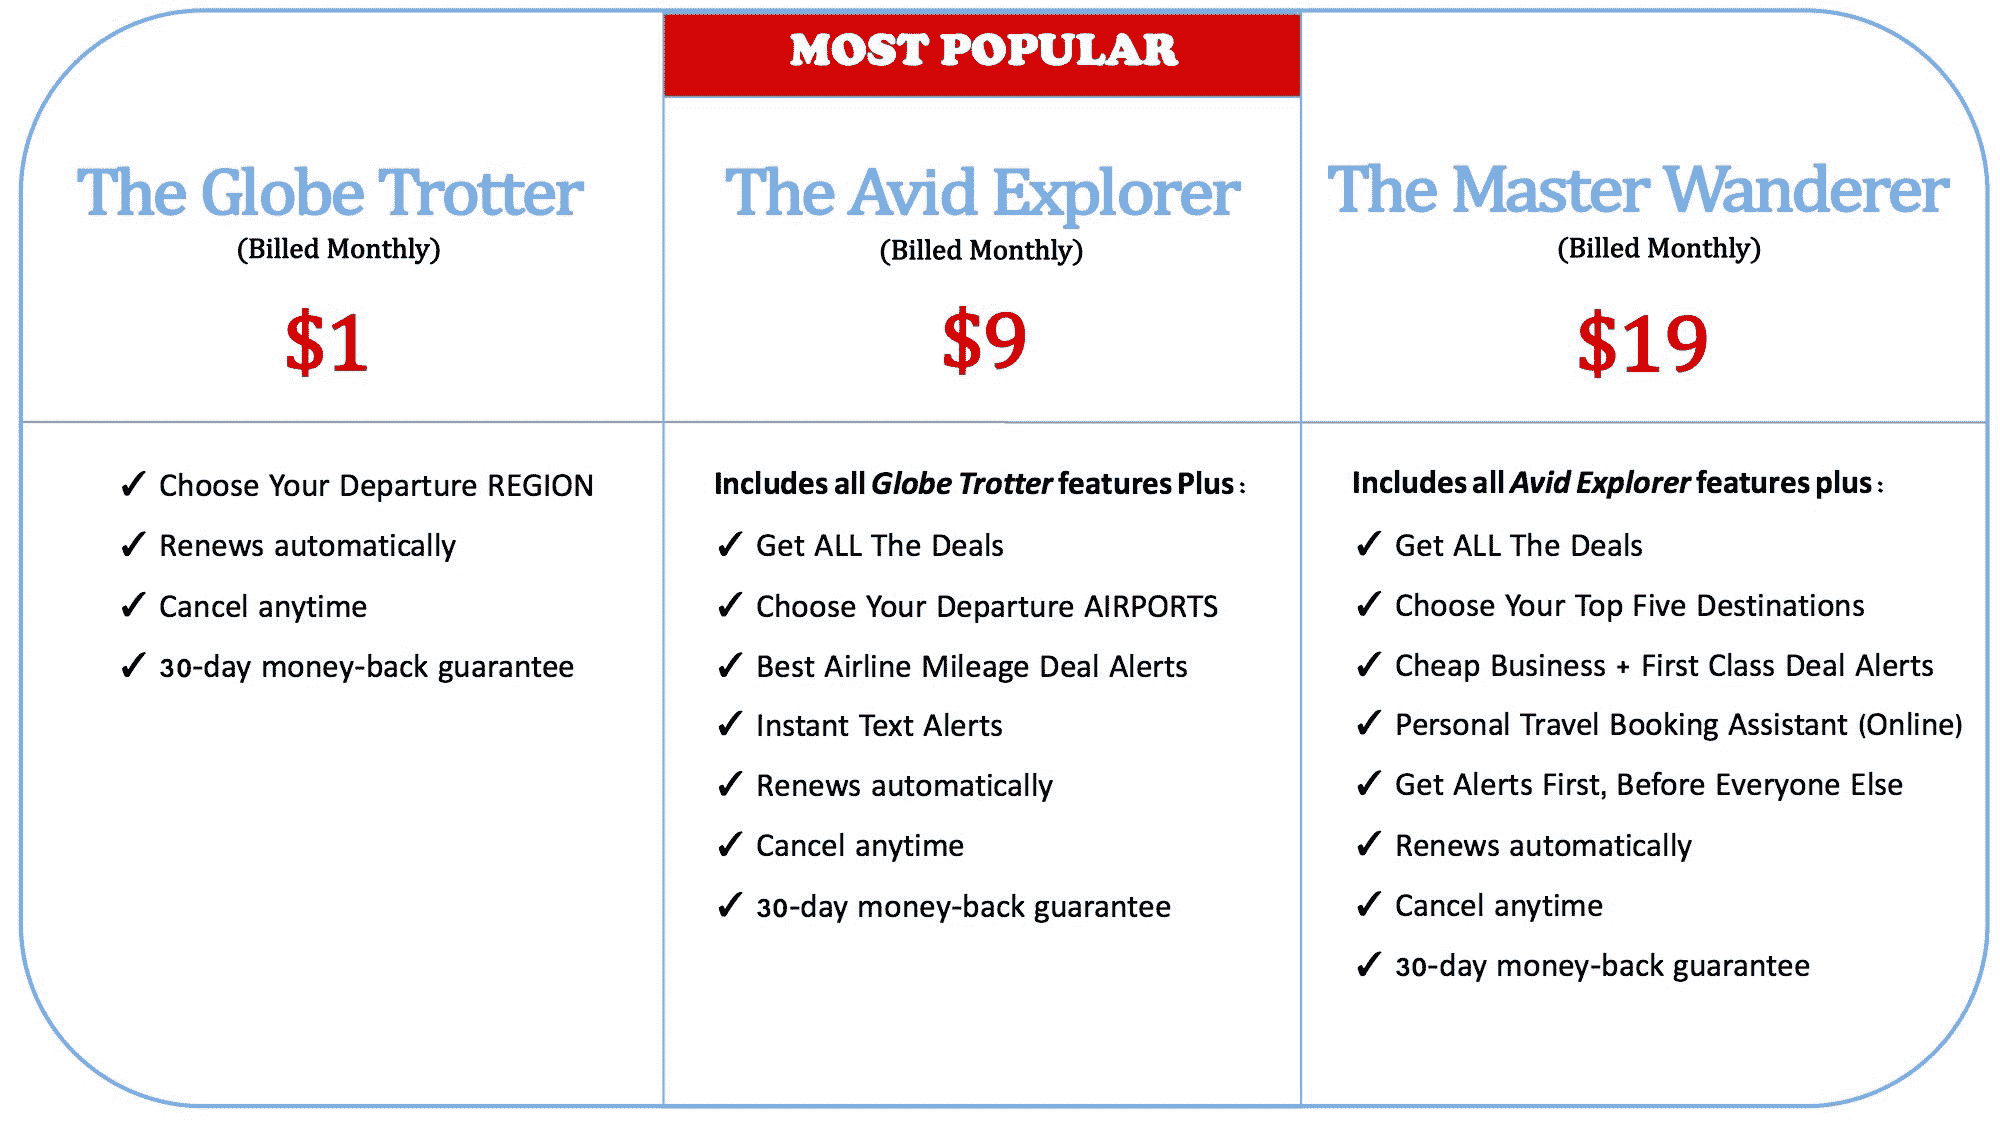 MOST POPULAR
The Globe Trotter
(Billed Monthly)
$1
✓ Choose Your Departure REGION
✓ Renews automatically
✓ Cancel anytime
✓ 30-day money-back guarantee
The Avid Explorer
(Billed Monthly)
$9
Includes all Globe Trotter features Plus:
✓ Get ALL The Deals
✓ Choose Your Departure AIRPORTS
✓ Best Airline Mileage Deal Alerts
✓ Instant Text Alerts
✓ Renews automatically
✓ Cancel anytime
✓ 30-day money-back guarantee
The Master Wanderer
(Billed Monthly)
$19
Includes all Avid Explorer features plus:
✓ Get ALL The Deals
✓ Choose Your Top Five Destinations
✓ Cheap Business + First Class Deal Alerts
✓ Personal Travel Booking Assistant (Online)
✓ Get Alerts First, Before Everyone Else
✓ Renews automatically
✓ Cancel anytime
✓ 30-day money-back guarantee